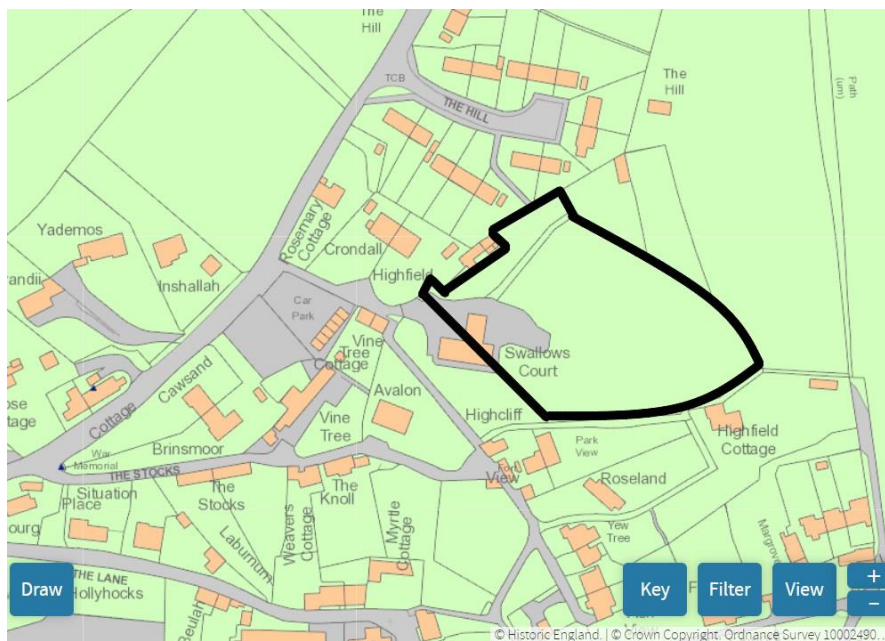 The
Hill
TCB
THE HILL
The
Hill
Path
(um)
Yademos
Inshallah
Rosemary
Cottage
Crondall
Highfield
Car
Park
Vine
Tree
Cottage
Swallows
Court
Avalon
Vine
Tree
Highcliff
Cawsand
Cottage
Brinsmoor
War
Memorial
THE STOCKS
Situation
Place
The
Stocks
Laburnum
Weavers
Cottage
The
Knoll
Myrtle
Cottage
View
Park
View
Roseland
Highfield
Cottage
Yew
Tree
THE LANE
Hollyhocks
Beulah
Draw
Key
Filter
View
+
−
© Historic England. | © Crown Copyright. Ordnance Survey 10002490